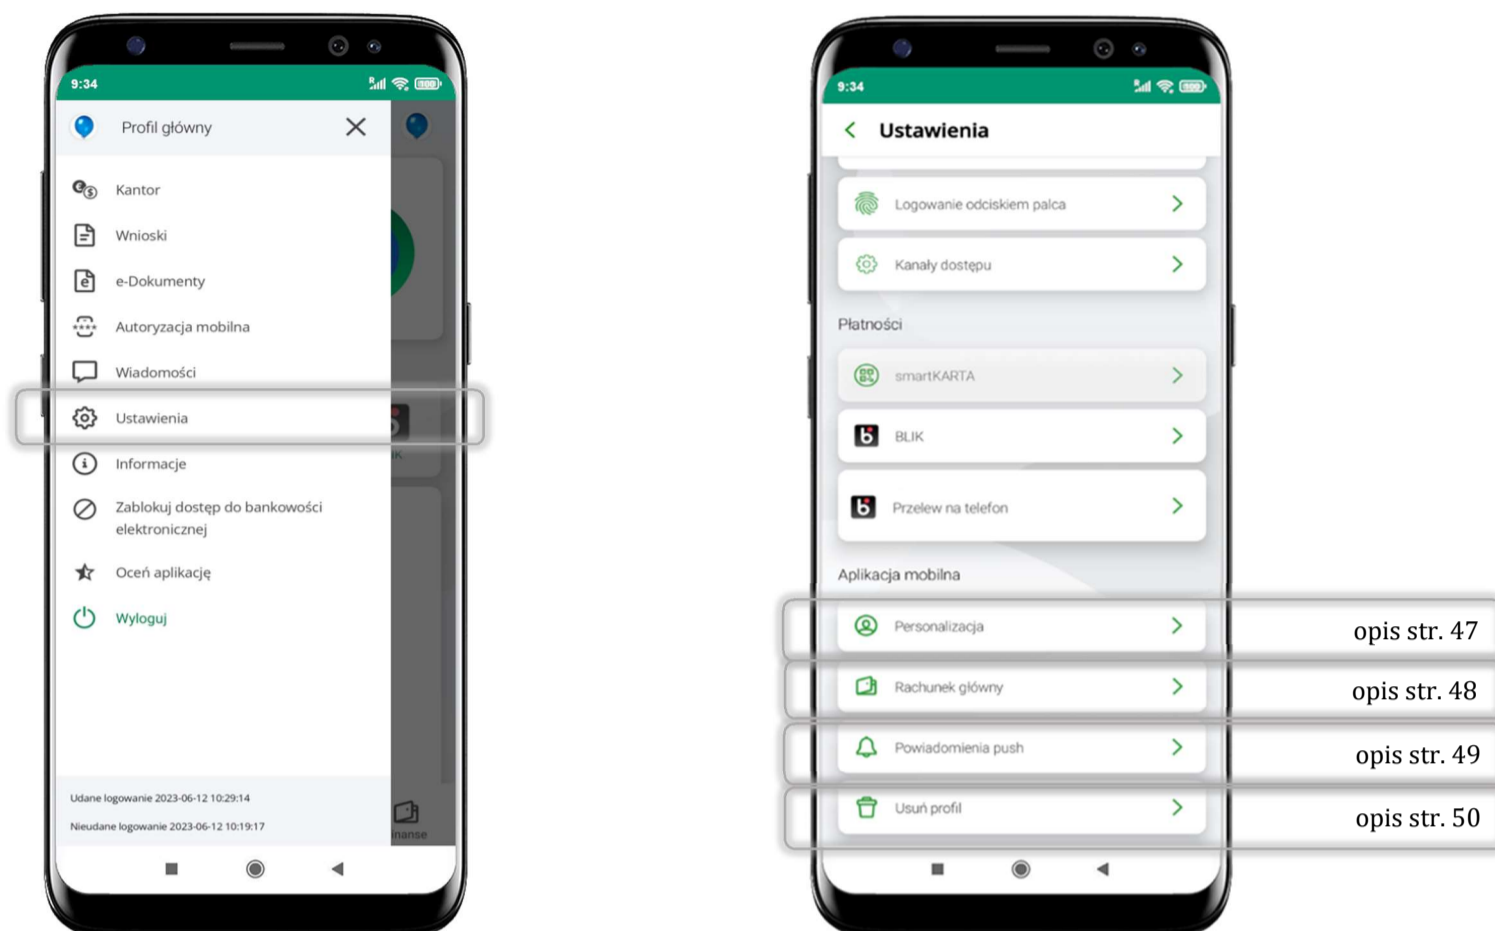 9:34
Profil główny
Kantor
Wnioski
e-Dokumenty
Autoryzacja mobilna
Wiadomości
Ustawienia
Informacje
Zablokuj dostęp do bankowości
elektronicznej
Oceń aplikację
Wyloguj
Udane logowanie 2023-06-12 10:29:14
Nieudane logowanie 2023-06-12 10:19:17
inanse
IK
9:34
Ustawienia
Logowanie odciskiem palca
Kanały dostępu
Płatności
smartKARTA
BLIK
Przelew na telefon
Aplikacja mobilna
Personalizacja
opis str. 47
Rachunek główny
opis str. 48
Powiadomienia push
opis str. 49
Usuń profil
opis str. 50